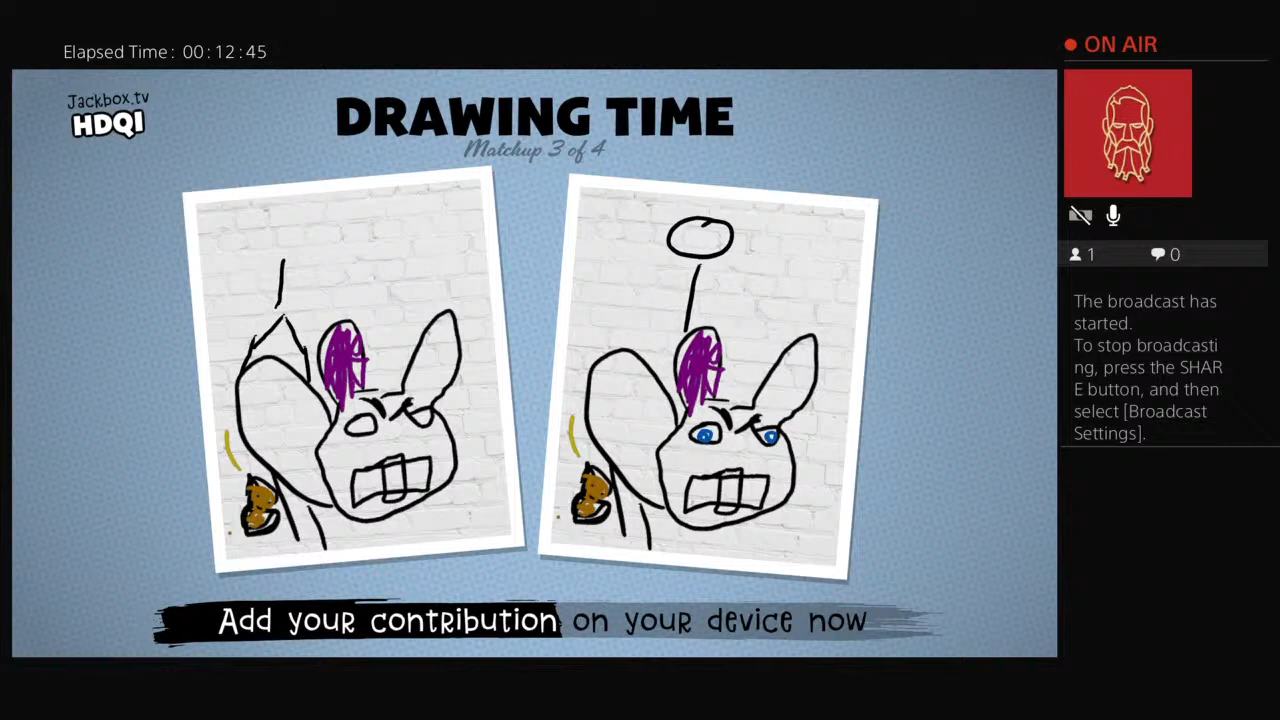 Elapsed Time: 00:12:45
ON AIR
Jackbox.tv
HDQI
DRAWING TIME
Matchup 3 of 4
1
0
The broadcast has
started.
To stop broadcasti
ng, press the SHAR
E button, and then
select [Broadcast
Settings].
Add your contribution on your device now